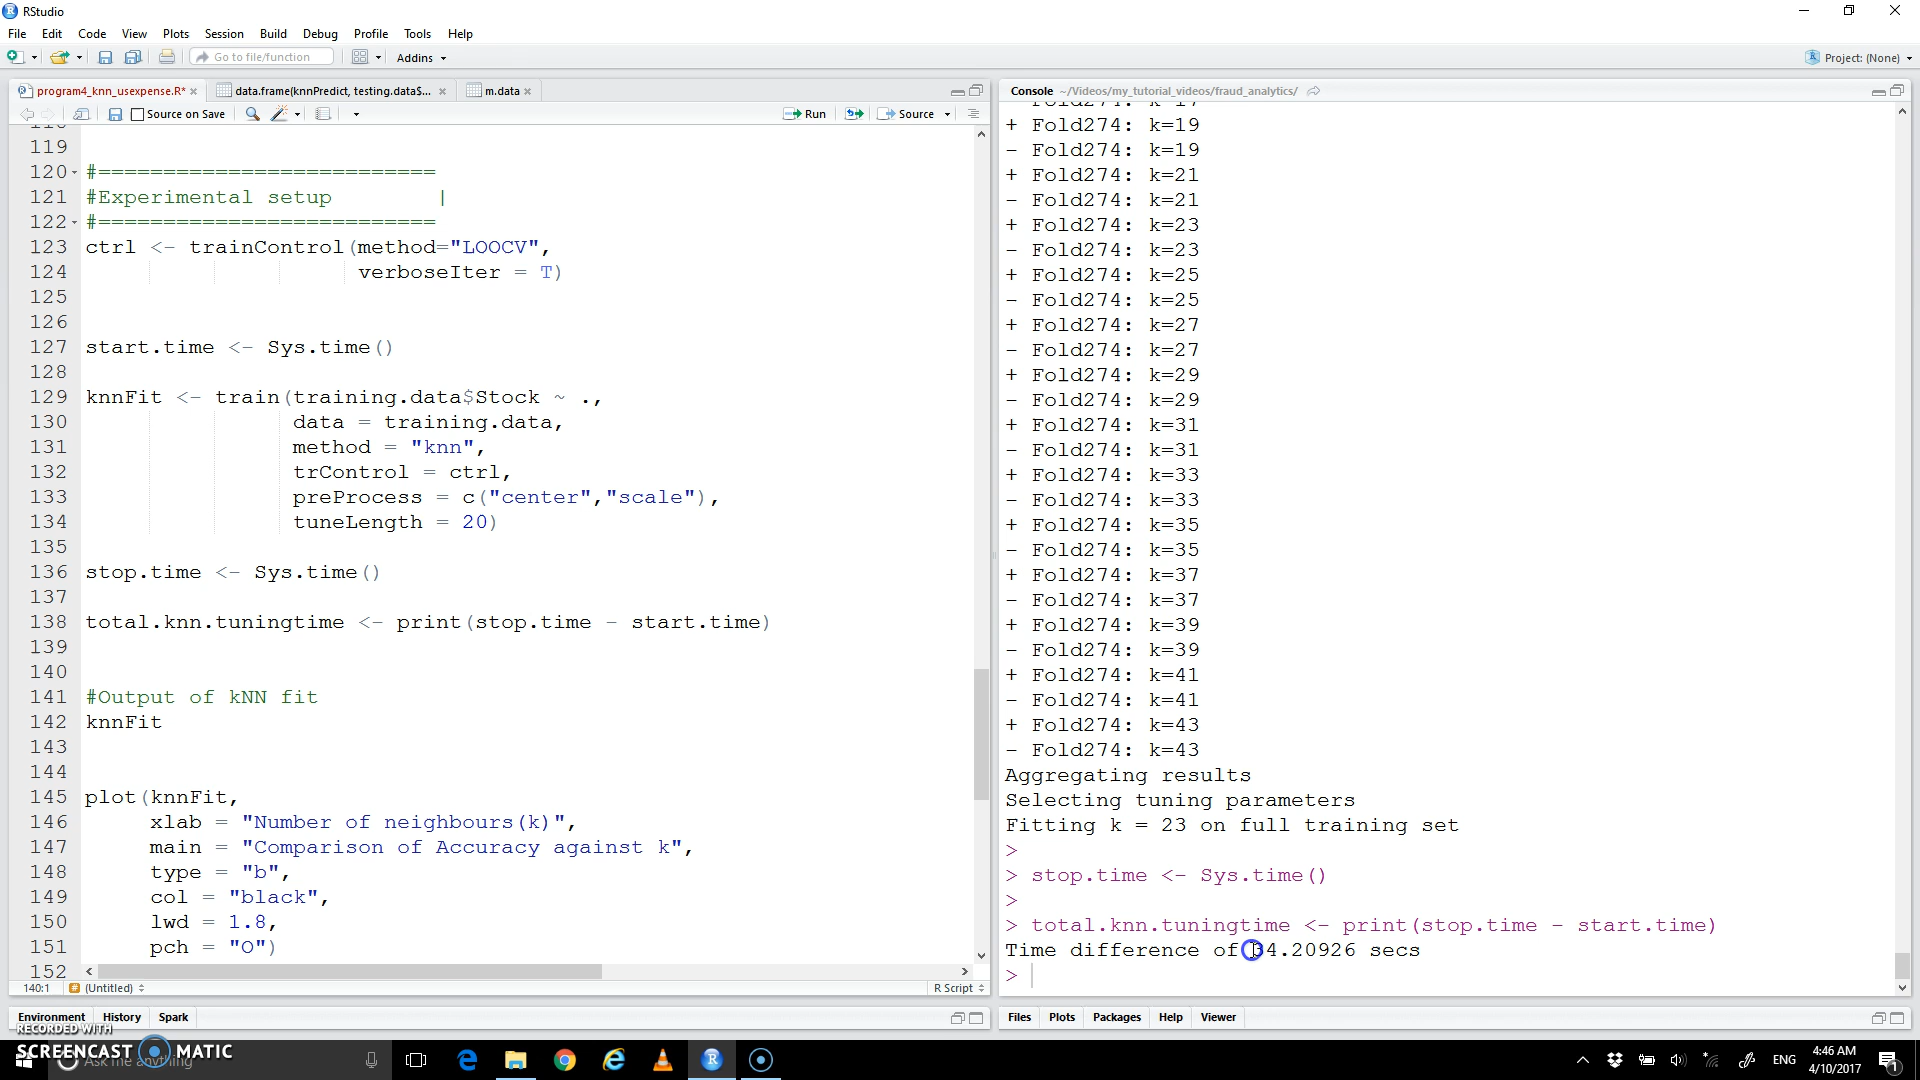 RStudio
File Edit Code View Plots Session Build Debug Profile Tools Help
Go to file/function
Addins
Project: (None)
program4_knn_usexpense.R*
data.frame(knnPredict, testing.data$...
m.data
Source on Save
Run
Source
119
120 #==========================
121 #Experimental setup |
122 #==========================
123 ctrl <- trainControl(method="LOOCV",
124 verboseIter = T)
125
126
127 start.time <- Sys.time()
128
129 knnFit <- train(training.data$Stock ~ .,
130 data = training.data,
131 method = "knn",
132 trControl = ctrl,
133 preProcess = c("center","scale"),
134 tuneLength = 20)
135
136 stop.time <- Sys.time()
137
138 total.knn.tuningtime <- print(stop.time - start.time)
139
140
141 #Output of kNN fit
142 knnFit
143
144
145 plot(knnFit,
146 xlab = "Number of neighbours(k)",
147 main = "Comparison of Accuracy against k",
148 type = "b",
149 col = "black",
150 lwd = 1.8,
151 pch = "O")
152
140:1 (Untitled) R Script
Environment History Spark
Console ~/Videos/my_tutorial_videos/fraud_analytics/
+ Fold274: k=19
- Fold274: k=19
+ Fold274: k=21
- Fold274: k=21
+ Fold274: k=23
- Fold274: k=23
+ Fold274: k=25
- Fold274: k=25
+ Fold274: k=27
- Fold274: k=27
+ Fold274: k=29
- Fold274: k=29
+ Fold274: k=31
- Fold274: k=31
+ Fold274: k=33
- Fold274: k=33
+ Fold274: k=35
- Fold274: k=35
+ Fold274: k=37
- Fold274: k=37
+ Fold274: k=39
- Fold274: k=39
+ Fold274: k=41
- Fold274: k=41
+ Fold274: k=43
- Fold274: k=43
Aggregating results
Selecting tuning parameters
Fitting k = 23 on full training set
>
> stop.time <- Sys.time()
>
> total.knn.tuningtime <- print(stop.time - start.time)
Time difference of 34.20926 secs
>
Files Plots Packages Help Viewer
RECORDED WITH
SCREENCAST MATIC
Ask me anything
ENG
4:46 AM
4/10/2017
1